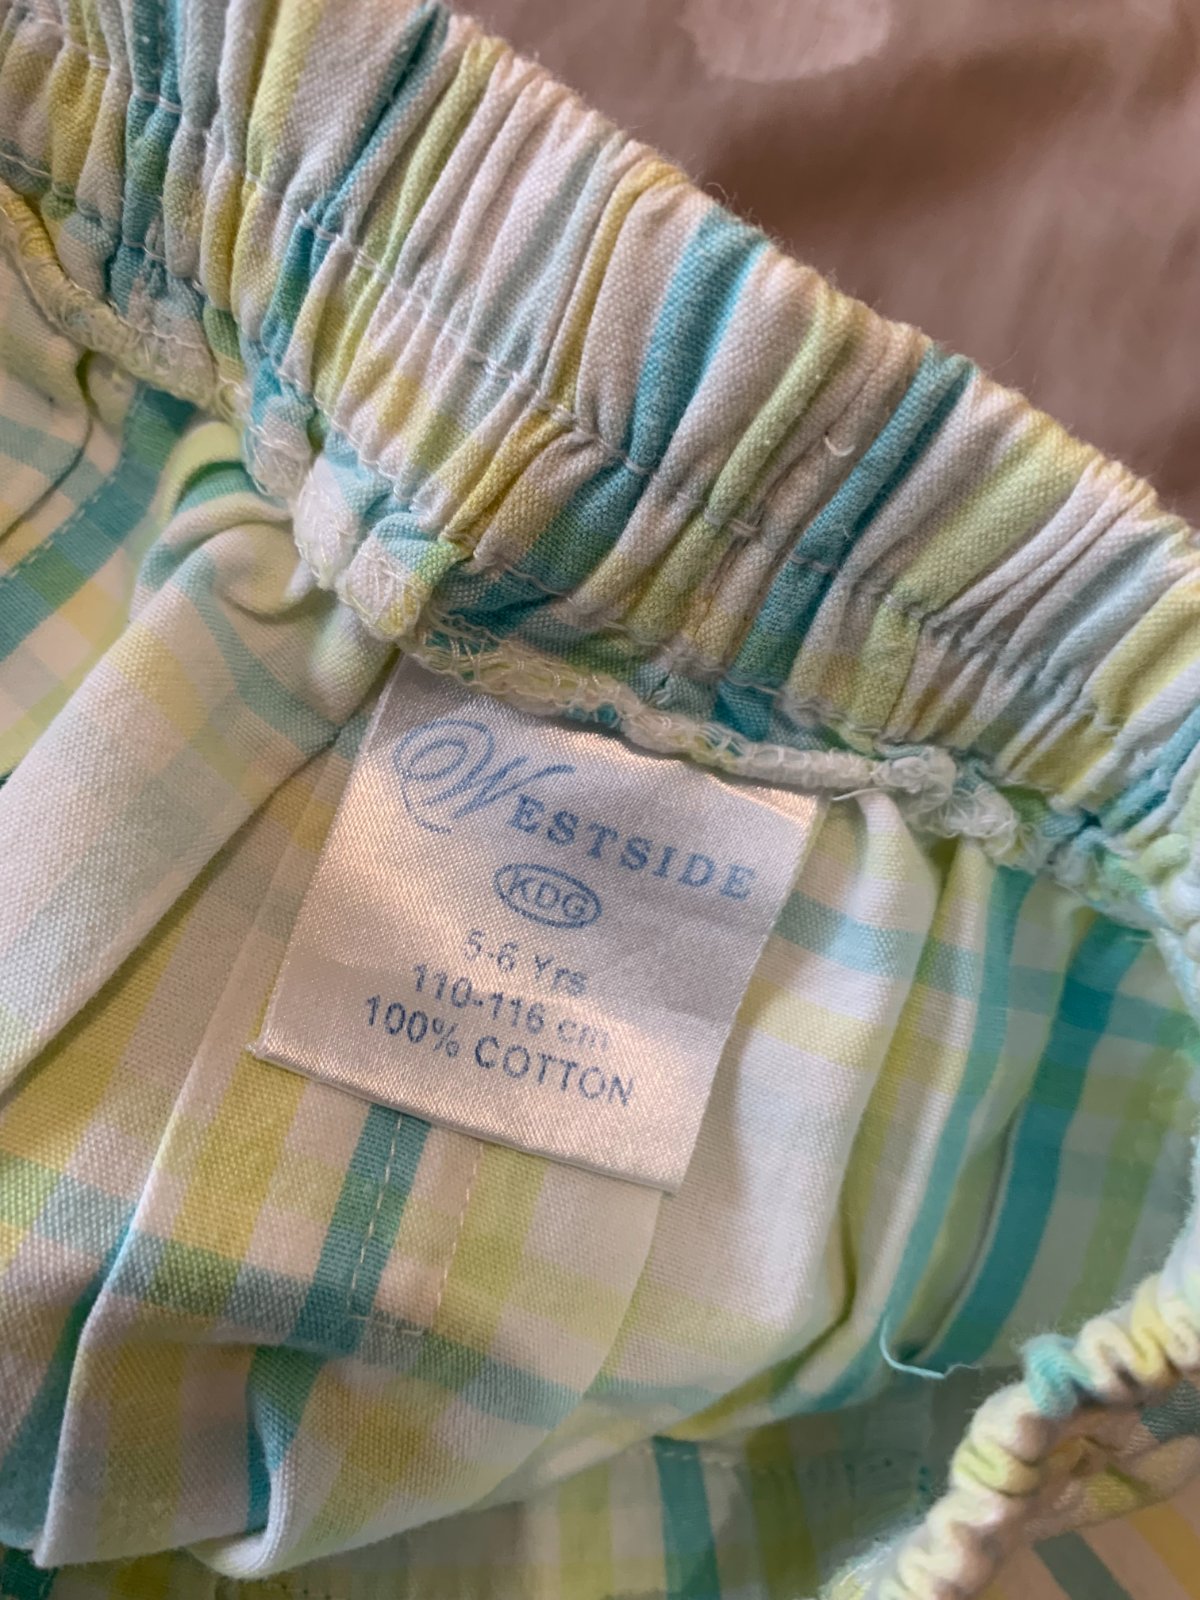 WESTSIDE
KDG
5-6 Yrs
110-116 cm
100% COTTON